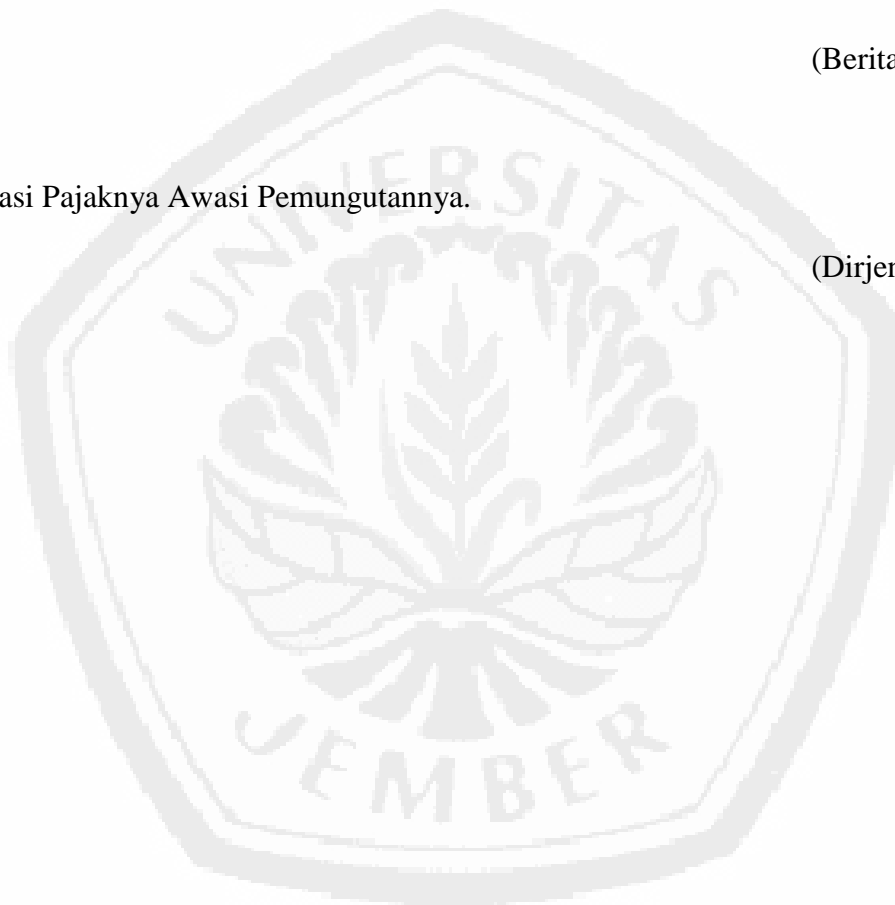 (Berita
asi Pajaknya Awasi Pemungutannya.
(Dirjen
UNIVERSITAS
JEMBER